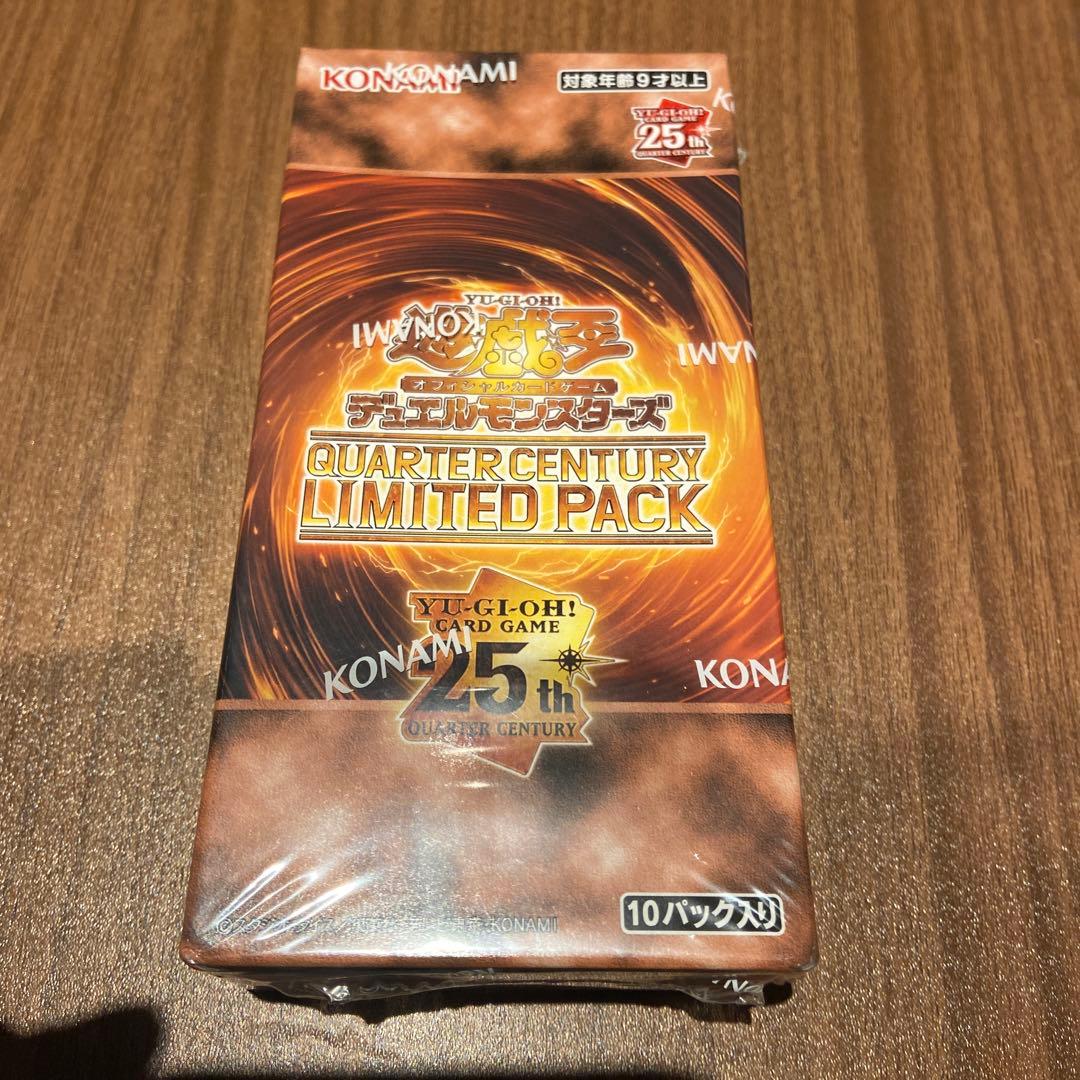 KONAMI
KONAMI
対象年齢9才以上
YU-GI-OH!
CARD GAME
25th
QUARTER CENTURY
YU-GI-OH!
遊戯王
KONAMI
オフィシャルカードゲーム
デュエルモンスターズ
QUARTER CENTURY
LIMITED PACK
YU-GI-OH!
CARD GAME
KONAMI
25th
QUARTER CENTURY
10パック入り
KONAMI